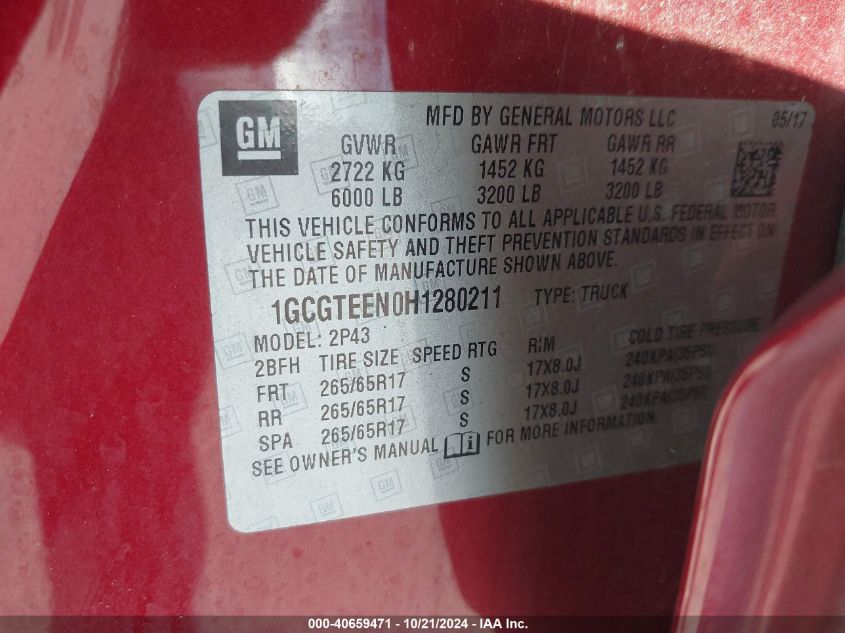 GM
MFD BY GENERAL MOTORS LLC 05/17
GVWR GAWR FRT GAWR RR
2722 KG 1452 KG 1452 KG
6000 LB 3200 LB 3200 LB
THIS VEHICLE CONFORMS TO ALL APPLICABLE U.S. FEDERAL MOTOR
VEHICLE SAFETY AND THEFT PREVENTION STANDARDS IN EFFECT ON
THE DATE OF MANUFACTURE SHOWN ABOVE.
1GCGTEEN0H1280211 TYPE: TRUCK
MODEL: 2P43
2BFH TIRE SIZE SPEED RTG RIM COLD TIRE PRESSURE
FRT 265/65R17 S 17X8.0J 240KPA(35PSI)
RR 265/65R17 S 17X8.0J 240KPA(35PSI)
SPA 265/65R17 S 17X8.0J 240KPA(35PSI)
SEE OWNER'S MANUAL FOR MORE INFORMATION.
000-40659471 - 10/21/2024 - IAA Inc.